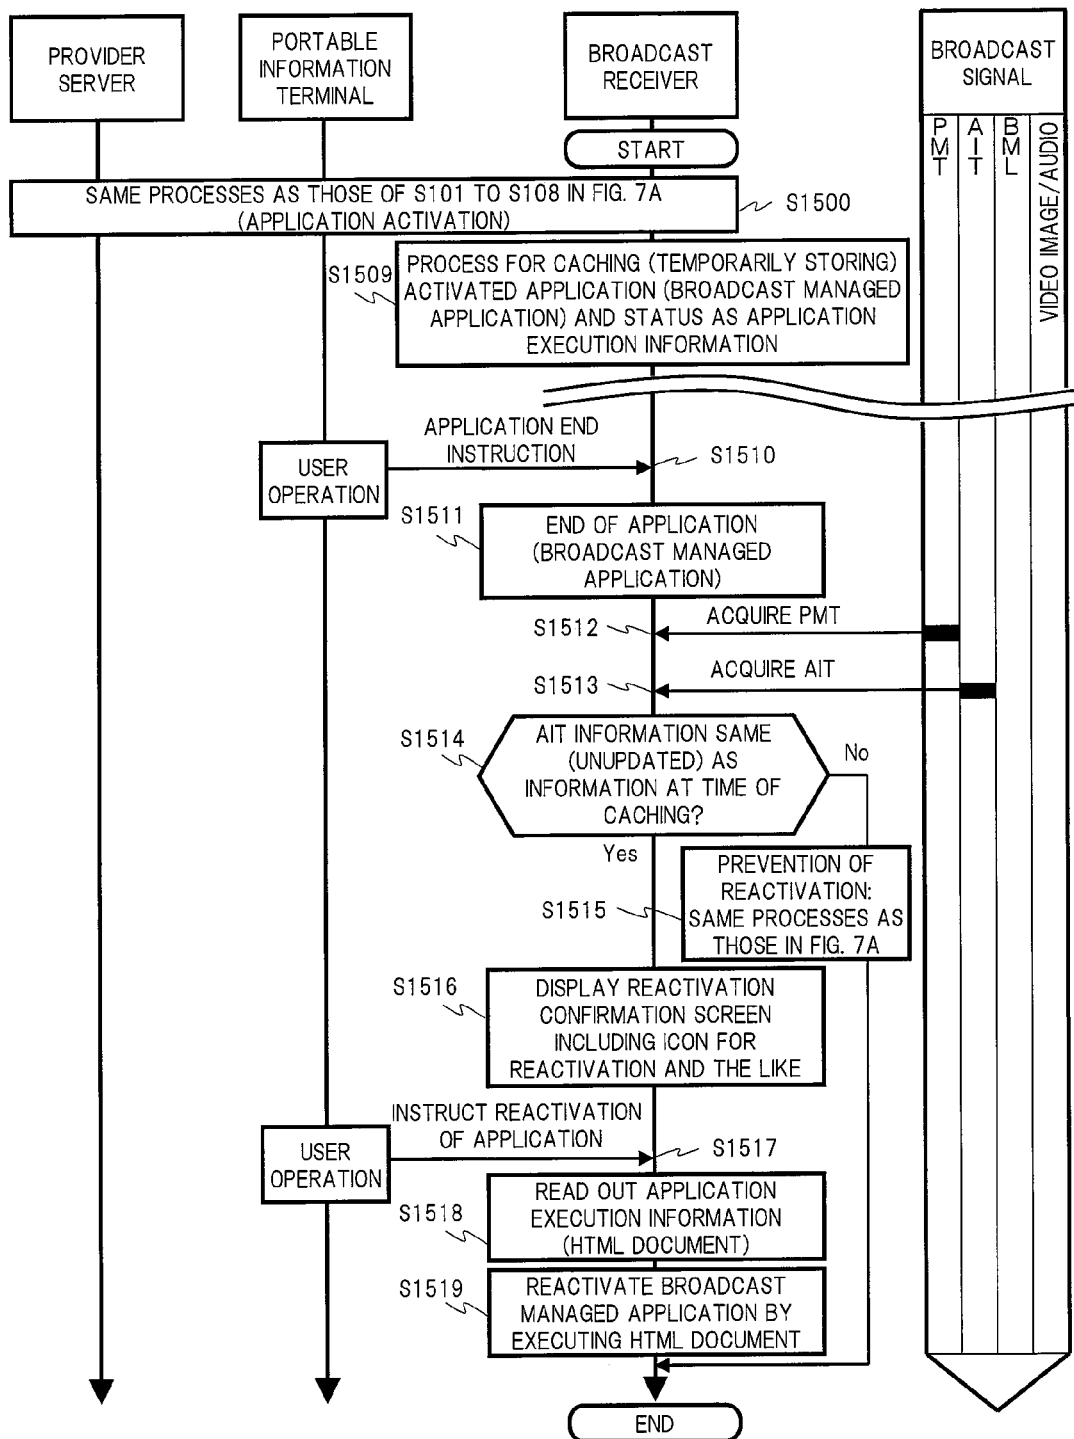 PROVIDER
SERVER
PORTABLE
INFORMATION
TERMINAL
BROADCAST
RECEIVER
BROADCAST
SIGNAL
START
PMT
AIT
BML
VIDEO IMAGE/AUDIO
SAME PROCESSES AS THOSE OF S101 TO S108 IN FIG. 7A
(APPLICATION ACTIVATION)
S1500
S1509
PROCESS FOR CACHING (TEMPORARILY STORING)
ACTIVATED APPLICATION (BROADCAST MANAGED
APPLICATION) AND STATUS AS APPLICATION
EXECUTION INFORMATION
USER
OPERATION
APPLICATION END
INSTRUCTION
S1510
S1511
END OF APPLICATION
(BROADCAST MANAGED
APPLICATION)
S1512
ACQUIRE PMT
S1513
ACQUIRE AIT
S1514
AIT INFORMATION SAME
(UNUPDATED) AS
INFORMATION AT TIME OF
CACHING?
No
Yes
S1515
PREVENTION OF
REACTIVATION:
SAME PROCESSES AS
THOSE IN FIG. 7A
S1516
DISPLAY REACTIVATION
CONFIRMATION SCREEN
INCLUDING ICON FOR
REACTIVATION AND THE LIKE
USER
OPERATION
INSTRUCT REACTIVATION
OF APPLICATION
S1517
S1518
READ OUT APPLICATION
EXECUTION INFORMATION
(HTML DOCUMENT)
S1519
REACTIVATE BROADCAST
MANAGED APPLICATION BY
EXECUTING HTML DOCUMENT
END